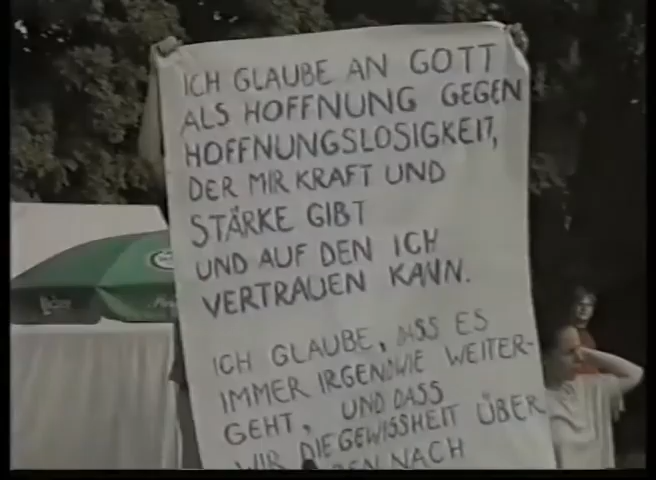 ICH GLAUBE AN GOTT
ALS HOFFNUNG GEGEN
HOFFNUNGSLOSIGKEIT,
DER MIR KRAFT UND
STÄRKE GIBT
UND AUF DEN ICH
VERTRAUEN KANN.
ICH GLAUBE, DASS ES
IMMER IRGENDWIE WEITER-
GEHT, UND DASS
WIR DIE GEWISSHEIT ÜBER
NACH